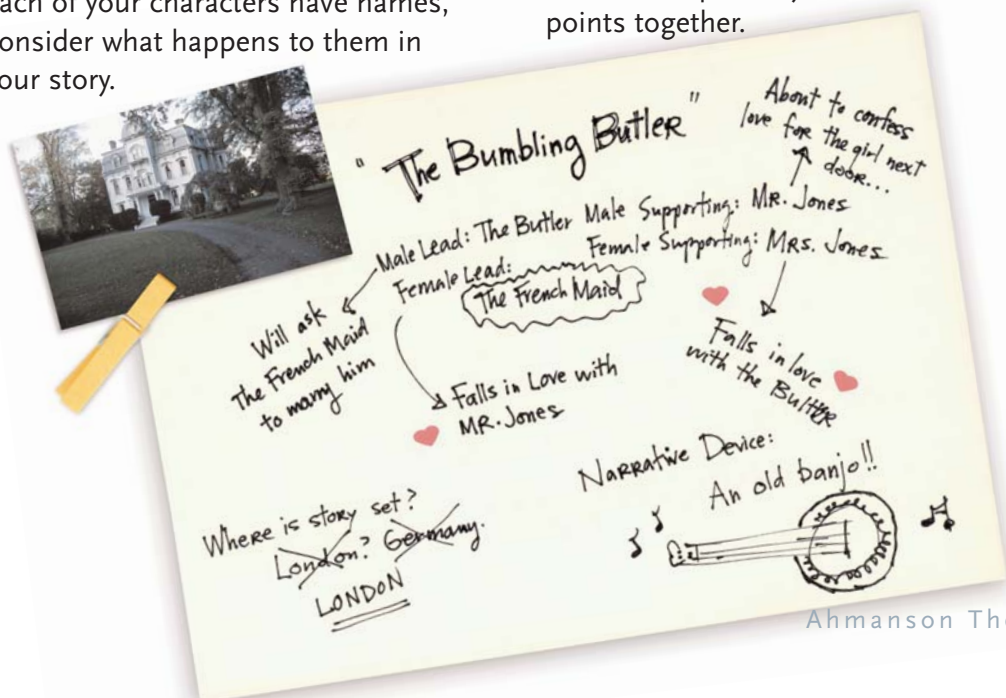 each of your characters have names,
consider what happens to them in
your story.
points together.
"The Bumbling Butler"
About to confess
love for the girl next
door...
Male Lead: The Butler
Male Supporting: Mr. Jones
Female Lead:
The French Maid
Female Supporting: MRs. Jones
Will ask
The French Maid
to marry him
Falls in Love with
MR. Jones
Falls in love
with the Bultler
Where is story set?
London? Germany.
LONDON
Narrative Device:
An old banjo!!
Ahmanson